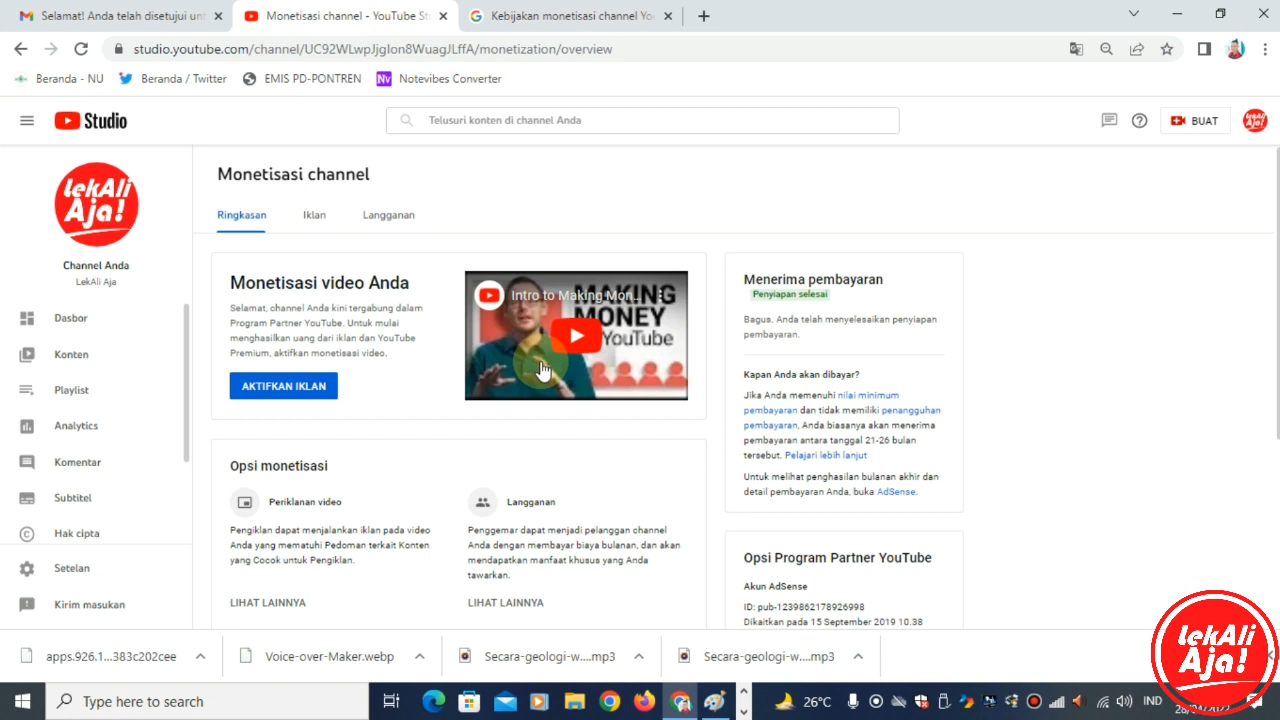 Selamat! Anda telah disetujui unt
Monetisasi channel - YouTube St
Kebijakan monetisasi channel You
studio.youtube.com/channel/UC92WLwpJjgIon8WuagJLffA/monetization/overview
Beranda - NU
Beranda / Twitter
EMIS PD-PONTREN
Nv
Notevibes Converter
Studio
Telusuri konten di channel Anda
BUAT
lekAli
Aja!
lekAli
Aja!
Channel Anda
LekAli Aja
Dasbor
Konten
Playlist
Analytics
Komentar
Subtitel
Hak cipta
Setelan
Kirim masukan
Monetisasi channel
Ringkasan
Iklan
Langganan
Monetisasi video Anda
Selamat, channel Anda kini tergabung dalam
Program Partner YouTube. Untuk mulai
menghasilkan uang dari iklan dan YouTube
Premium, aktifkan monetisasi video.
AKTIFKAN IKLAN
Intro to Making Mon...
MAKING
MONEY
YouTube
Opsi monetisasi
Periklanan video
Pengiklan dapat menjalankan iklan pada video
Anda yang mematuhi Pedoman terkait Konten
yang Cocok untuk Pengiklan.
LIHAT LAINNYA
Langganan
Penggemar dapat menjadi pelanggan channel
Anda dengan membayar biaya bulanan, dan akan
mendapatkan manfaat khusus yang Anda
tawarkan.
LIHAT LAINNYA
Menerima pembayaran
Penyiapan selesai
Bagus. Anda telah menyelesaikan penyiapan
pembayaran.
Kapan Anda akan dibayar?
Jika Anda memenuhi nilai minimum
pembayaran dan tidak memiliki penangguhan
pembayaran, Anda biasanya akan menerima
pembayaran antara tanggal 21-26 bulan
tersebut. Pelajari lebih lanjut
Untuk melihat penghasilan bulanan akhir dan
detail pembayaran Anda, buka AdSense.
Opsi Program Partner YouTube
Akun AdSense
ID: pub-1239862178926998
Dikaitkan pada 15 September 2019 10.38
apps.926.1...383c202cee
Voice-over-Maker.webp
Secara-geologi-w....mp3
Secara-geologi-w....mp3
lekAli
Aja!
Type here to search
26°C
IND
28/04/2022